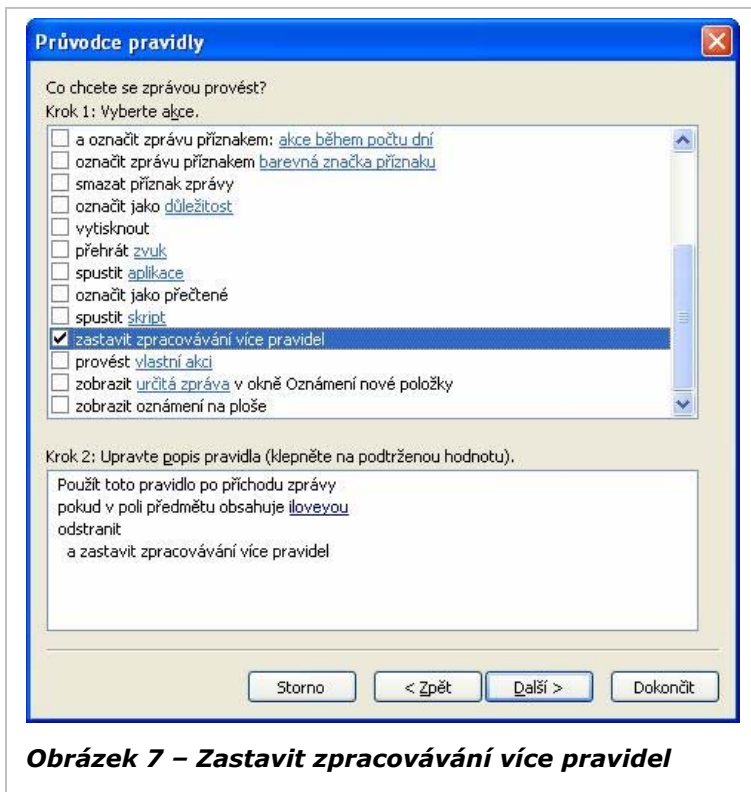 Průvodce pravidly
Co chcete se zprávou provést?
Krok 1: Vyberte akce.
a označit zprávu příznakem: akce během počtu dní
označit zprávu příznakem barevná značka příznaku
smazat příznak zprávy
označit jako důležitost
vytisknout
přehrát zvuk
spustit aplikace
označit jako přečtené
spustit skript
zastavit zpracovávání více pravidel
provést vlastní akci
zobrazit určitá zpráva v okně Oznámení nové položky
zobrazit oznámení na ploše
Krok 2: Upravte popis pravidla (klepněte na podtrženou hodnotu).
Použít toto pravidlo po příchodu zprávy
pokud v poli předmětu obsahuje iloveyou
odstranit
a zastavit zpracovávání více pravidel
Storno < Zpět Další > Dokončit
Obrázek 7 – Zastavit zpracovávání více pravidel